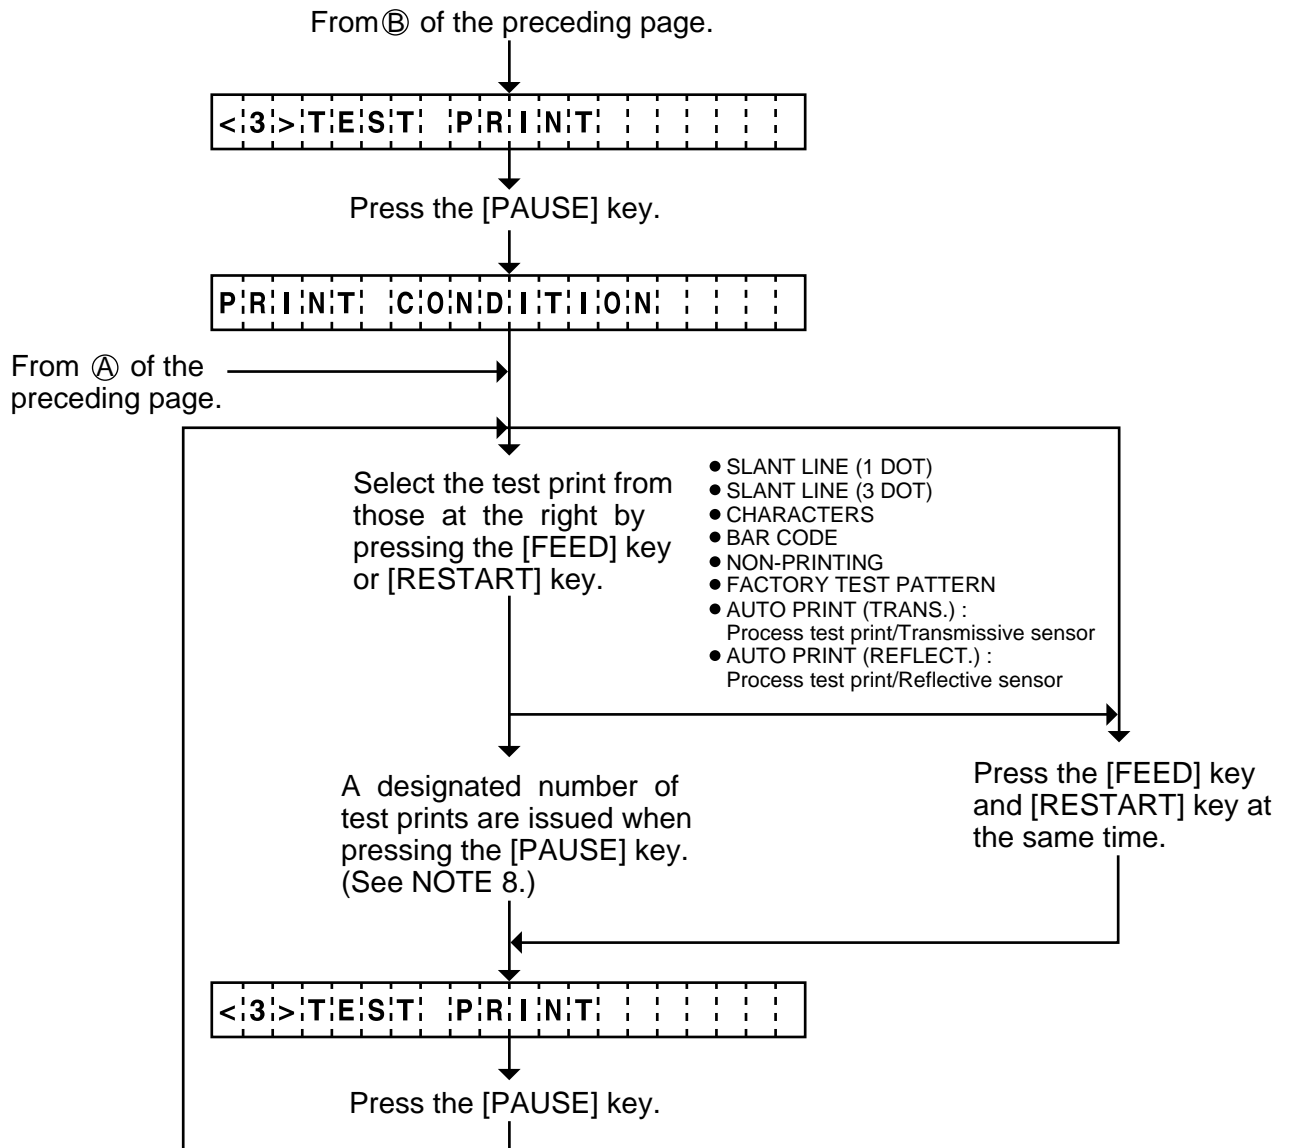 From Ⓑ of the preceding page.
<3>TEST PRINT
Press the [PAUSE] key.
PRINT CONDITION
From Ⓐ of the
preceding page.
Select the test print from
those at the right by
pressing the [FEED] key
or [RESTART] key.
● SLANT LINE (1 DOT)
● SLANT LINE (3 DOT)
● CHARACTERS
● BAR CODE
● NON-PRINTING
● FACTORY TEST PATTERN
● AUTO PRINT (TRANS.) :
Process test print/Transmissive sensor
● AUTO PRINT (REFLECT.) :
Process test print/Reflective sensor
A designated number of
test prints are issued when
pressing the [PAUSE] key.
(See NOTE 8.)
Press the [FEED] key
and [RESTART] key at
the same time.
<3>TEST PRINT
Press the [PAUSE] key.